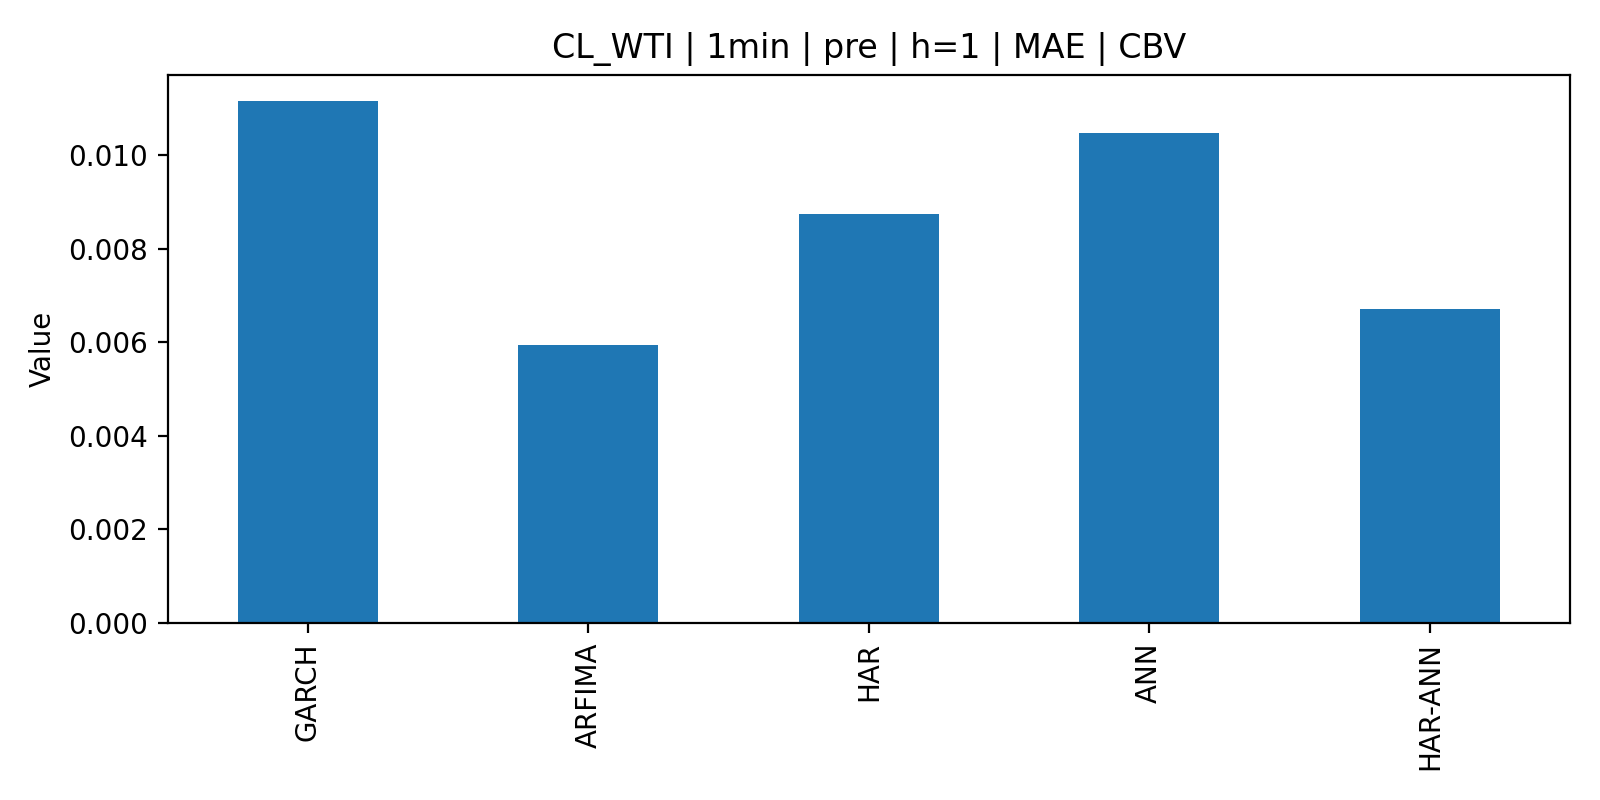 CL_WTI | 1min | pre | h=1 | MAE | CBV
Value
0.010
0.008
0.006
0.004
0.002
0.000
GARCH
ARFIMA
HAR
ANN
HAR-ANN